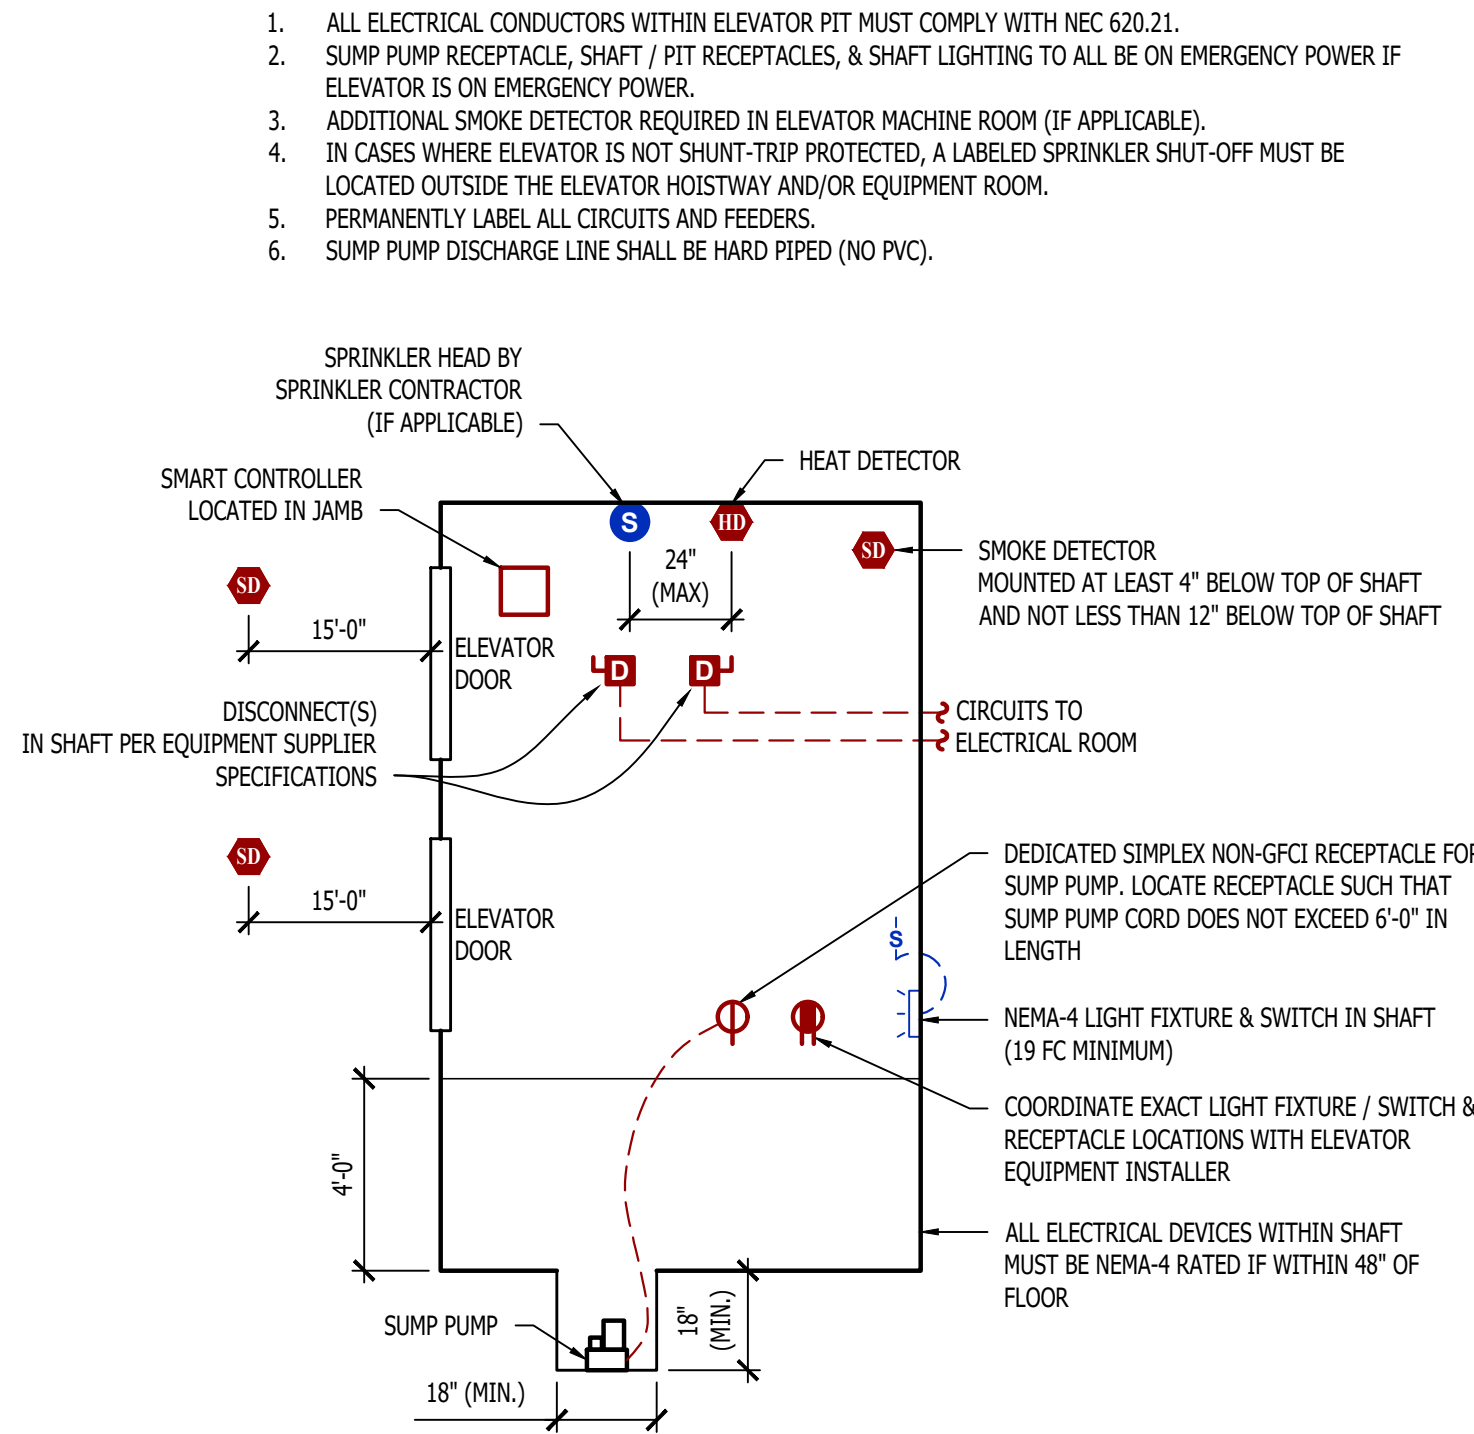 1. ALL ELECTRICAL CONDUCTORS WITHIN ELEVATOR PIT MUST COMPLY WITH NEC 620.21.
2. SUMP PUMP RECEPTACLE, SHAFT / PIT RECEPTACLES, & SHAFT LIGHTING TO ALL BE ON EMERGENCY POWER IF
ELEVATOR IS ON EMERGENCY POWER.
3. ADDITIONAL SMOKE DETECTOR REQUIRED IN ELEVATOR MACHINE ROOM (IF APPLICABLE).
4. IN CASES WHERE ELEVATOR IS NOT SHUNT-TRIP PROTECTED, A LABELED SPRINKLER SHUT-OFF MUST BE
LOCATED OUTSIDE THE ELEVATOR HOISTWAY AND/OR EQUIPMENT ROOM.
5. PERMANENTLY LABEL ALL CIRCUITS AND FEEDERS.
6. SUMP PUMP DISCHARGE LINE SHALL BE HARD PIPED (NO PVC).
SPRINKLER HEAD BY
SPRINKLER CONTRACTOR
(IF APPLICABLE)
HEAT DETECTOR
SMART CONTROLLER
LOCATED IN JAMB
S
HD
SD
SMOKE DETECTOR
MOUNTED AT LEAST 4" BELOW TOP OF SHAFT
AND NOT LESS THAN 12" BELOW TOP OF SHAFT
24"
(MAX)
SD
15'-0"
ELEVATOR
DOOR
D
D
DISCONNECT(S)
IN SHAFT PER EQUIPMENT SUPPLIER
SPECIFICATIONS
CIRCUITS TO
ELECTRICAL ROOM
SD
15'-0"
ELEVATOR
DOOR
DEDICATED SIMPLEX NON-GFCI RECEPTACLE FOR
SUMP PUMP. LOCATE RECEPTACLE SUCH THAT
SUMP PUMP CORD DOES NOT EXCEED 6'-0" IN
LENGTH
S
NEMA-4 LIGHT FIXTURE & SWITCH IN SHAFT
(19 FC MINIMUM)
COORDINATE EXACT LIGHT FIXTURE / SWITCH &
RECEPTACLE LOCATIONS WITH ELEVATOR
EQUIPMENT INSTALLER
4'-0"
ALL ELECTRICAL DEVICES WITHIN SHAFT
MUST BE NEMA-4 RATED IF WITHIN 48" OF
FLOOR
SUMP PUMP
18"
(MIN.)
18" (MIN.)